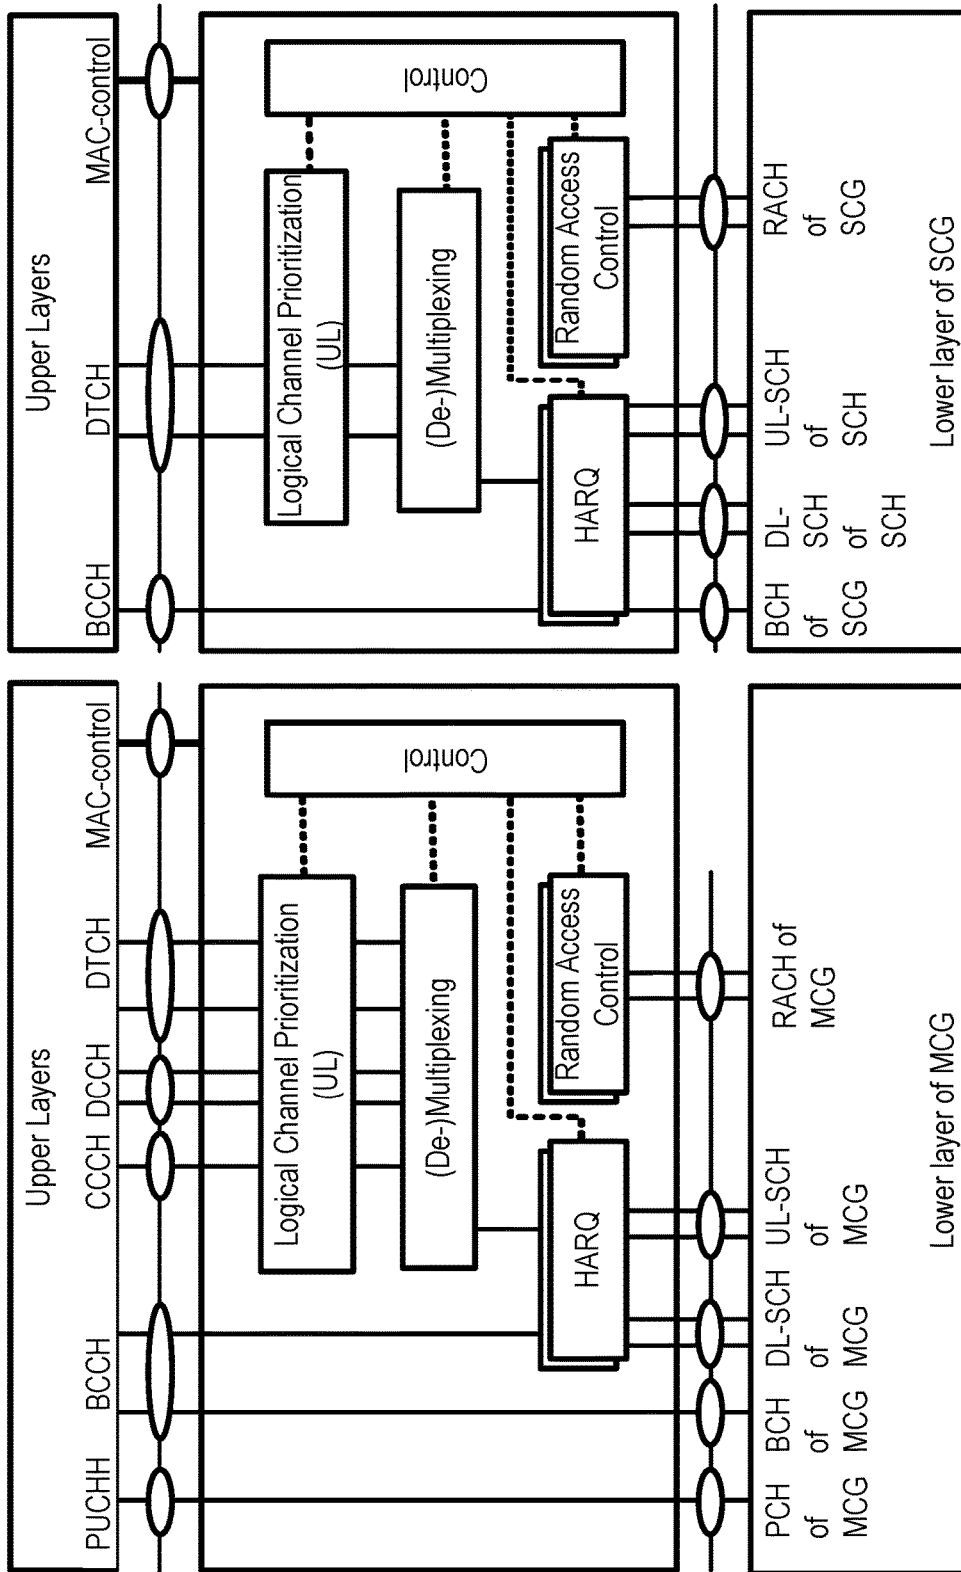 Upper Layers
PUCHH
BCCH
CCCH
DCCH
DTCH
MAC-control
Logical Channel Prioritization
(UL)
(De-)Multiplexing
HARQ
Random Access
Control
Control
PCH
of
MCG
BCH
of
MCG
DL-SCH
of
MCG
UL-SCH
of
MCG
RACH of
MCG
Lower layer of MCG
Upper Layers
BCCH
DTCH
MAC-control
Logical Channel Prioritization
(UL)
(De-)Multiplexing
HARQ
Random Access
Control
Control
BCH
of
SCG
DL-
SCH
of
SCH
UL-SCH
of
SCH
RACH
of
SCG
Lower layer of SCG